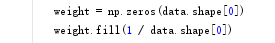 weight = np.zeros(data.shape[0])
weight.fill(1 / data.shape[0])